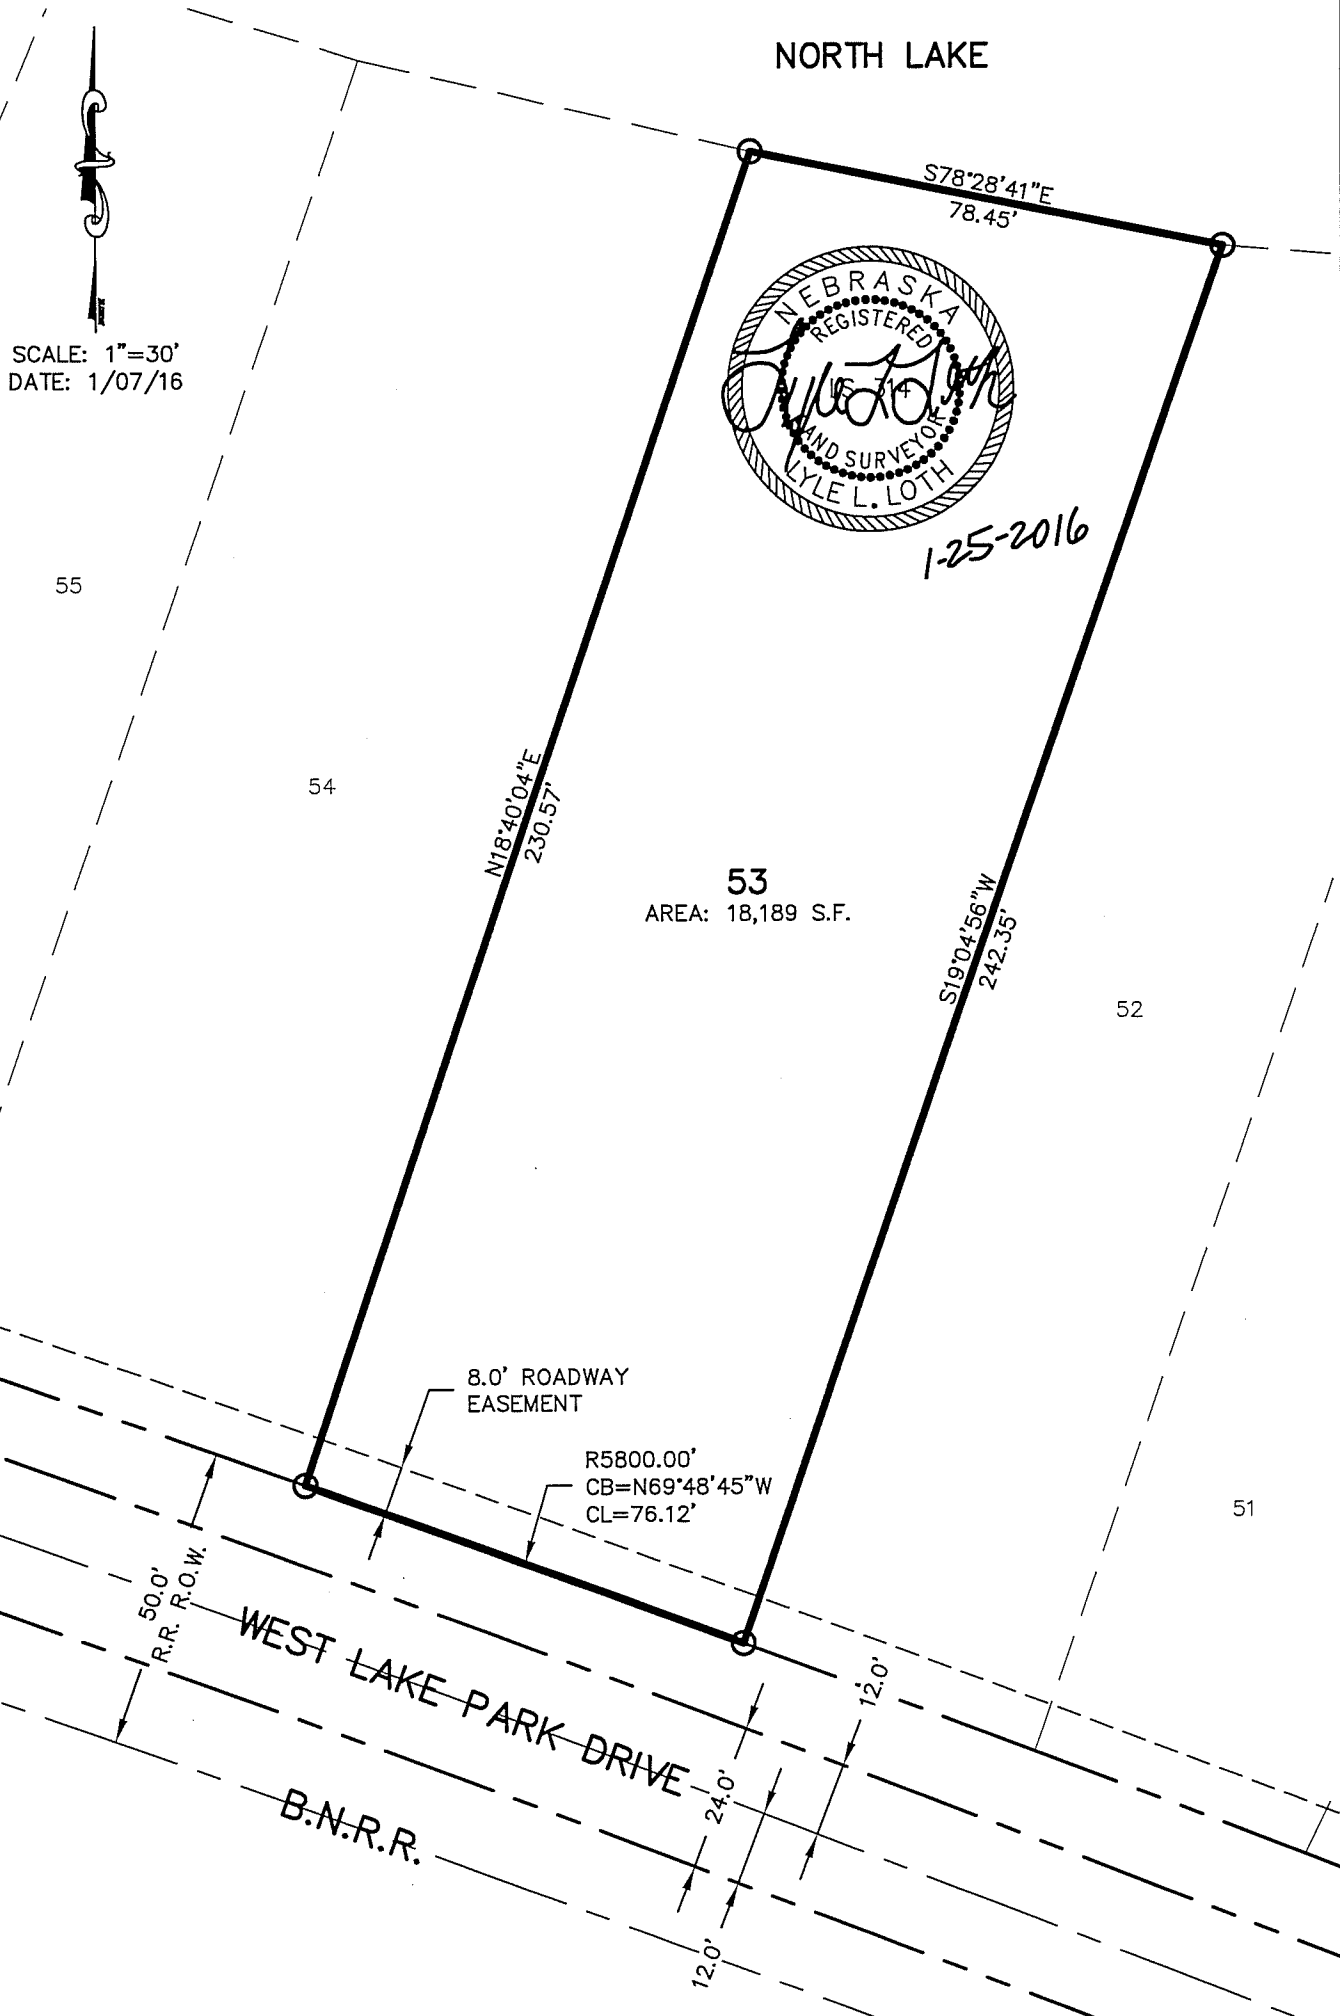 NORTH LAKE
S78°28'41"E
78.45'
NEBRASKA
REGISTERED
LS 314
LAND SURVEYOR
LYLE L. LOTH
1-25-2016
SCALE: 1"=30'
DATE: 1/07/16
55
54
N18°40'04"E
230.57'
53
AREA: 18,189 S.F.
S19°04'56"W
242.35'
52
51
8.0' ROADWAY
EASEMENT
R5800.00'
CB=N69°48'45"W
CL=76.12'
50.0'
R.R. R.O.W.
WEST LAKE PARK DRIVE
12.0'
24.0'
12.0'
B.N.R.R.